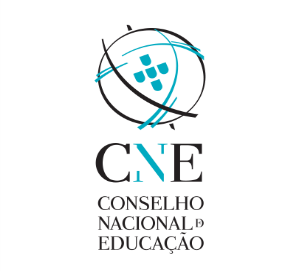 CNE
CONSELHO
NACIONAL DE
EDUCAÇÃO